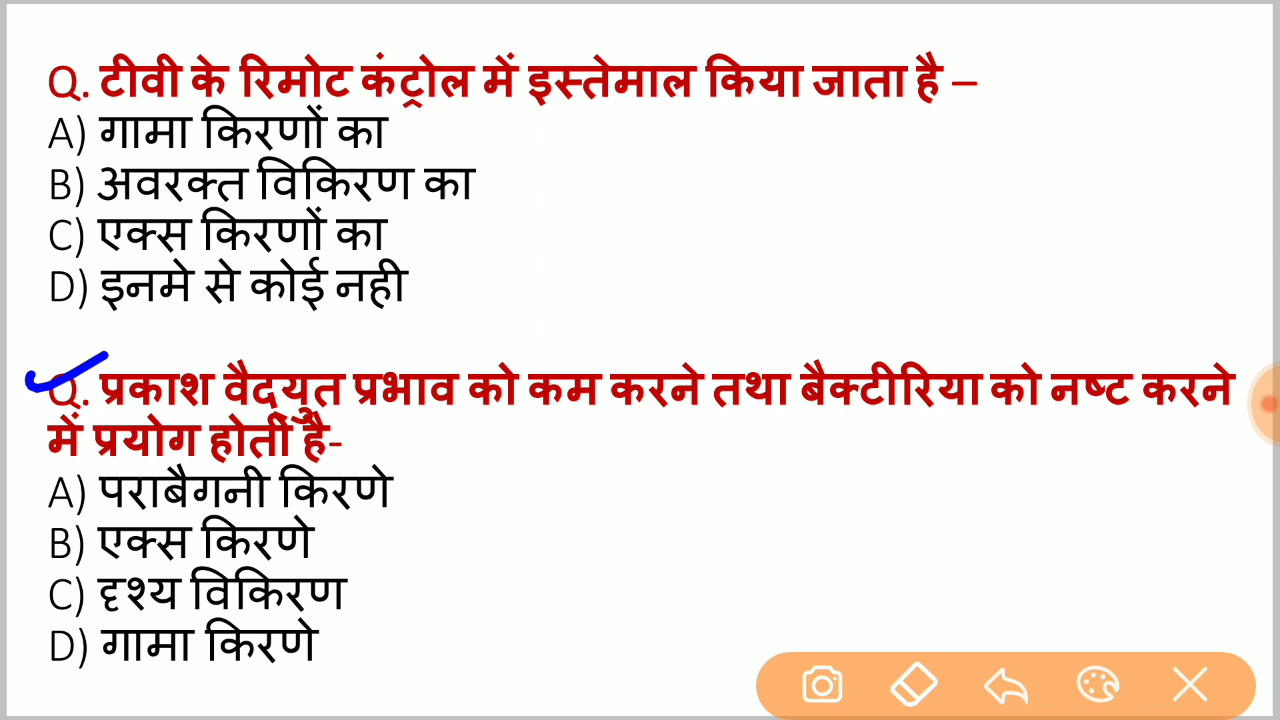 Q. टीवी के रिमोट कंट्रोल में इस्तेमाल किया जाता है –
A) गामा किरणों का
B) अवरक्त विकिरण का
C) एक्स किरणों का
D) इनमे से कोई नही
Q. प्रकाश वैद्युत प्रभाव को कम करने तथा बैक्टीरिया को नष्ट करने
में प्रयोग होती है-
A) पराबैगनी किरणे
B) एक्स किरणे
C) दृश्य विकिरण
D) गामा किरणे